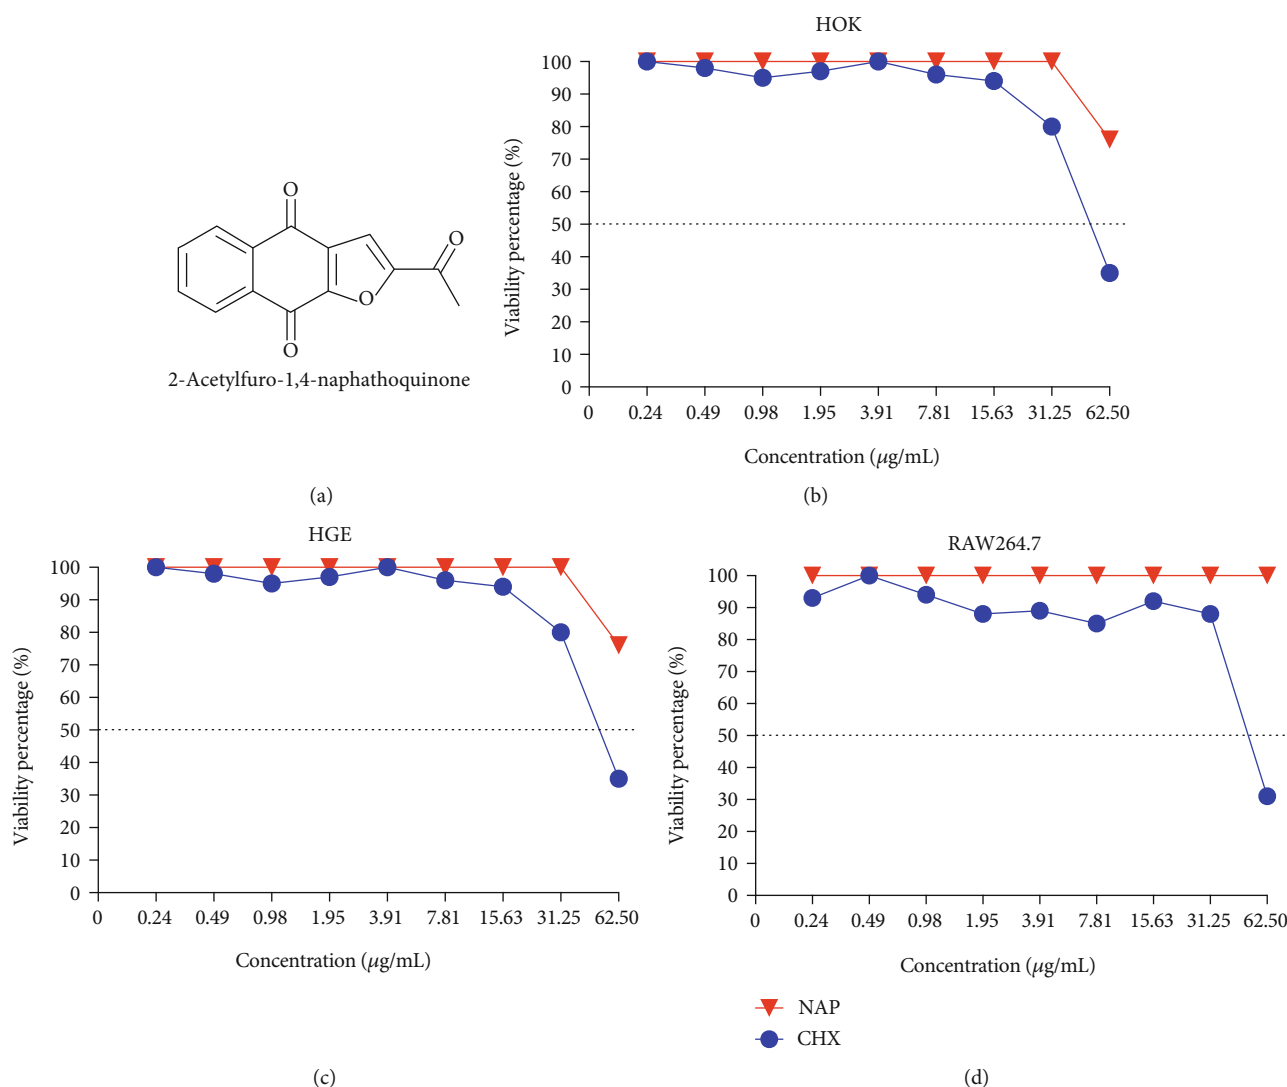 O
O
O
O
2-Acetylfuro-1,4-naphathoquinone
(a)
HOK
Viability percentage (%)
100
90
80
70
60
50
40
30
20
10
0
0 0.24 0.49 0.98 1.95 3.91 7.81 15.63 31.25 62.50
Concentration (μg/mL)
(b)
HGE
Viability percentage (%)
100
90
80
70
60
50
40
30
20
10
0
0 0.24 0.49 0.98 1.95 3.91 7.81 15.63 31.25 62.50
Concentration (μg/mL)
(c)
RAW264.7
Viability percentage (%)
100
90
80
70
60
50
40
30
20
10
0
0 0.24 0.49 0.98 1.95 3.91 7.81 15.63 31.25 62.50
Concentration (μg/mL)
NAP
CHX
(d)